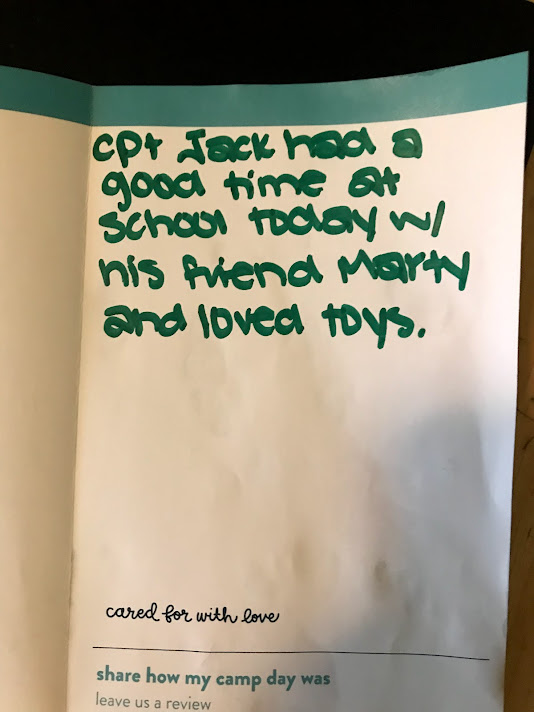 cpt Jack had a
good time at
school today w/
his friend Marty
and loved toys.
cared for with love
share how my camp day was
leave us a review